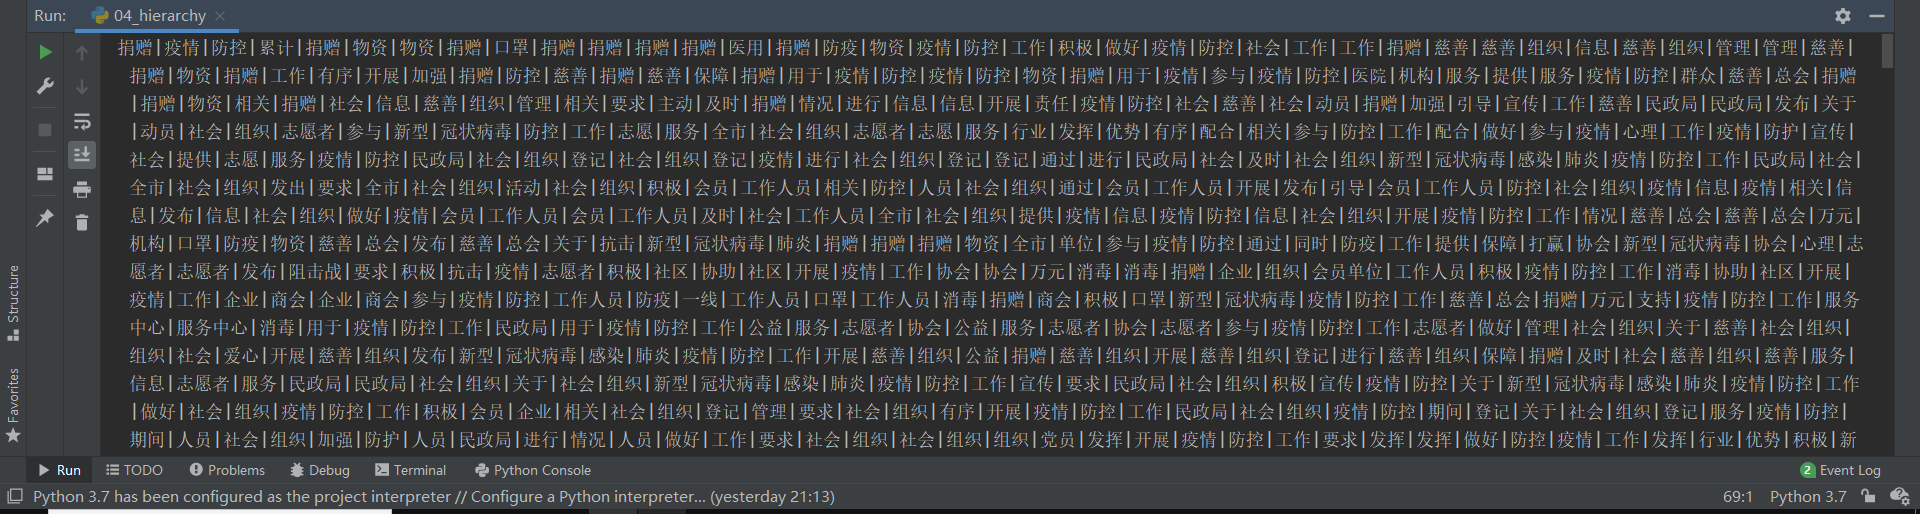 Run: 04_hierarchy
捐赠|疫情|防控|累计|捐赠|物资|物资|捐赠|口罩|捐赠|捐赠|捐赠|捐赠|医用|捐赠|防疫|物资|疫情|防控|工作|积极|做好|疫情|防控|社会|工作|工作|捐赠|慈善|慈善|组织|信息|慈善|组织|管理|管理|慈善|
捐赠|物资|捐赠|工作|有序|开展|加强|捐赠|防控|慈善|捐赠|慈善|保障|捐赠|用于|疫情|防控|疫情|防控|物资|捐赠|用于|疫情|参与|疫情|防控|医院|机构|服务|提供|服务|疫情|防控|群众|慈善|总会|捐赠
|捐赠|物资|相关|捐赠|社会|信息|慈善|组织|管理|相关|要求|主动|及时|捐赠|情况|进行|信息|信息|开展|责任|疫情|防控|社会|慈善|社会|动员|捐赠|加强|引导|宣传|工作|慈善|民政局|民政局|发布|关于
|动员|社会|组织|志愿者|参与|新型|冠状病毒|防控|工作|志愿|服务|全市|社会|组织|志愿者|志愿|服务|行业|发挥|优势|有序|配合|相关|参与|防控|工作|配合|做好|参与|疫情|心理|工作|疫情|防护|宣传|
社会|提供|志愿|服务|疫情|防控|民政局|社会|组织|登记|社会|组织|登记|疫情|进行|社会|组织|登记|登记|通过|进行|民政局|社会|及时|社会|组织|新型|冠状病毒|感染|肺炎|疫情|防控|工作|民政局|社会|
全市|社会|组织|发出|要求|全市|社会|组织|活动|社会|组织|积极|会员|工作人员|相关|防控|人员|社会|组织|通过|会员|工作人员|开展|发布|引导|会员|工作人员|防控|社会|组织|疫情|信息|疫情|相关|信
息|发布|信息|社会|组织|做好|疫情|会员|工作人员|会员|工作人员|及时|社会|工作人员|全市|社会|组织|提供|疫情|信息|疫情|防控|信息|社会|组织|开展|疫情|防控|工作|情况|慈善|总会|慈善|总会|万元|
机构|口罩|防疫|物资|慈善|总会|发布|慈善|总会|关于|抗击|新型|冠状病毒|肺炎|捐赠|捐赠|捐赠|物资|全市|单位|参与|疫情|防控|通过|同时|防疫|工作|提供|保障|打赢|协会|新型|冠状病毒|协会|心理|志
愿者|志愿者|发布|阻击战|要求|积极|抗击|疫情|志愿者|积极|社区|协助|社区|开展|疫情|工作|协会|协会|万元|消毒|消毒|捐赠|企业|组织|会员单位|工作人员|积极|疫情|防控|工作|消毒|协助|社区|开展|
疫情|工作|企业|商会|企业|商会|参与|疫情|防控|工作人员|防疫|一线|工作人员|口罩|工作人员|消毒|捐赠|商会|积极|口罩|新型|冠状病毒|疫情|防控|工作|慈善|总会|捐赠|万元|支持|疫情|防控|工作|服务
中心|服务中心|消毒|用于|疫情|防控|工作|民政局|用于|疫情|防控|工作|公益|服务|志愿者|协会|公益|服务|志愿者|协会|志愿者|参与|疫情|防控|工作|志愿者|做好|管理|社会|组织|关于|慈善|社会|组织|
组织|社会|爱心|开展|慈善|组织|发布|新型|冠状病毒|感染|肺炎|疫情|防控|工作|开展|慈善|组织|公益|捐赠|慈善|组织|开展|慈善|组织|登记|进行|慈善|组织|保障|捐赠|及时|社会|慈善|组织|慈善|服务|
信息|志愿者|服务|民政局|民政局|社会|组织|关于|社会|组织|新型|冠状病毒|感染|肺炎|疫情|防控|工作|宣传|要求|民政局|社会|组织|积极|宣传|疫情|防控|关于|新型|冠状病毒|感染|肺炎|疫情|防控|工作
|做好|社会|组织|疫情|防控|工作|积极|会员|企业|相关|社会|组织|登记|管理|要求|社会|组织|有序|开展|疫情|防控|工作|民政局|社会|组织|疫情|防控|期间|登记|关于|社会|组织|登记|服务|疫情|防控|
期间|人员|社会|组织|加强|防护|人员|民政局|进行|情况|人员|做好|工作|要求|社会|组织|社会|组织|组织|党员|发挥|开展|疫情|防控|工作|要求|发挥|发挥|做好|防控|疫情|工作|发挥|行业|优势|积极|新
Structure
Favorites
Run TODO Problems Debug Terminal Python Console 2 Event Log
Python 3.7 has been configured as the project interpreter // Configure a Python interpreter... (yesterday 21:13) 69:1 Python 3.7